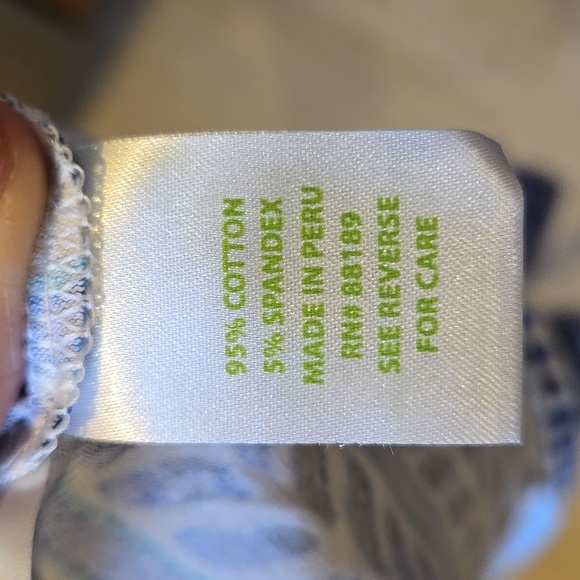 95% COTTON
5% SPANDEX
MADE IN PERU
RN# 88189
SEE REVERSE
FOR CARE